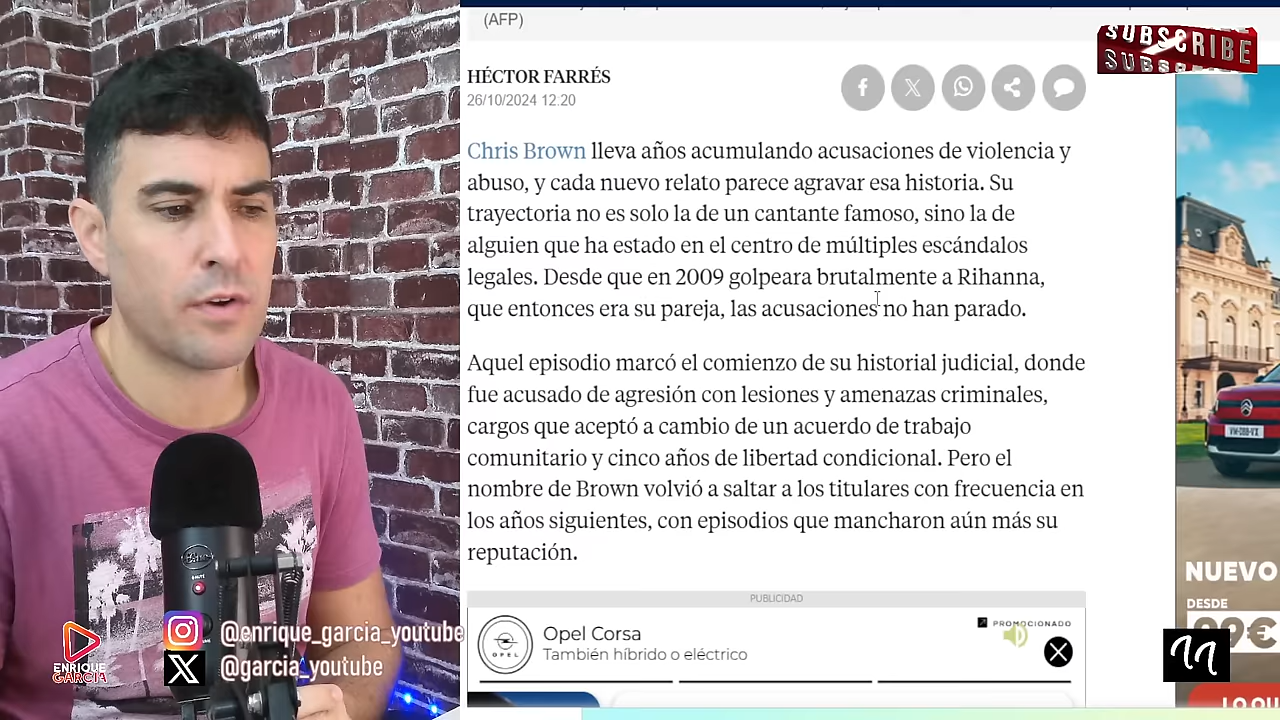 (AFP)
SUBSCRIBE
HÉCTOR FARRÉS
26/10/2024 12.20
Chris Brown lleva años acumulando acusaciones de violencia y
abuso, y cada nuevo relato parece agravar esa historia. Su
trayectoria no es solo la de un cantante famoso, sino la de
alguien que ha estado en el centro de múltiples escándalos
legales. Desde que en 2009 golpeara brutalmente a Rihanna,
que entonces era su pareja, las acusaciones no han parado.
Aquel episodio marcó el comienzo de su historial judicial, donde
fue acusado de agresión con lesiones y amenazas criminales,
cargos que aceptó a cambio de un acuerdo de trabajo
comunitario y cinco años de libertad condicional. Pero el
nombre de Brown volvió a saltar a los titulares con frecuencia en
los años siguientes, con episodios que mancharon aún más su
reputación.
PUBLICIDAD
OPEL
Opel Corsa
También híbrido o eléctrico
PROMOCIONADO
NUEVO
DESDE
99€
ENRIQUE
GARCIA
@enrique_garcia_youtube
@garcia_youtube